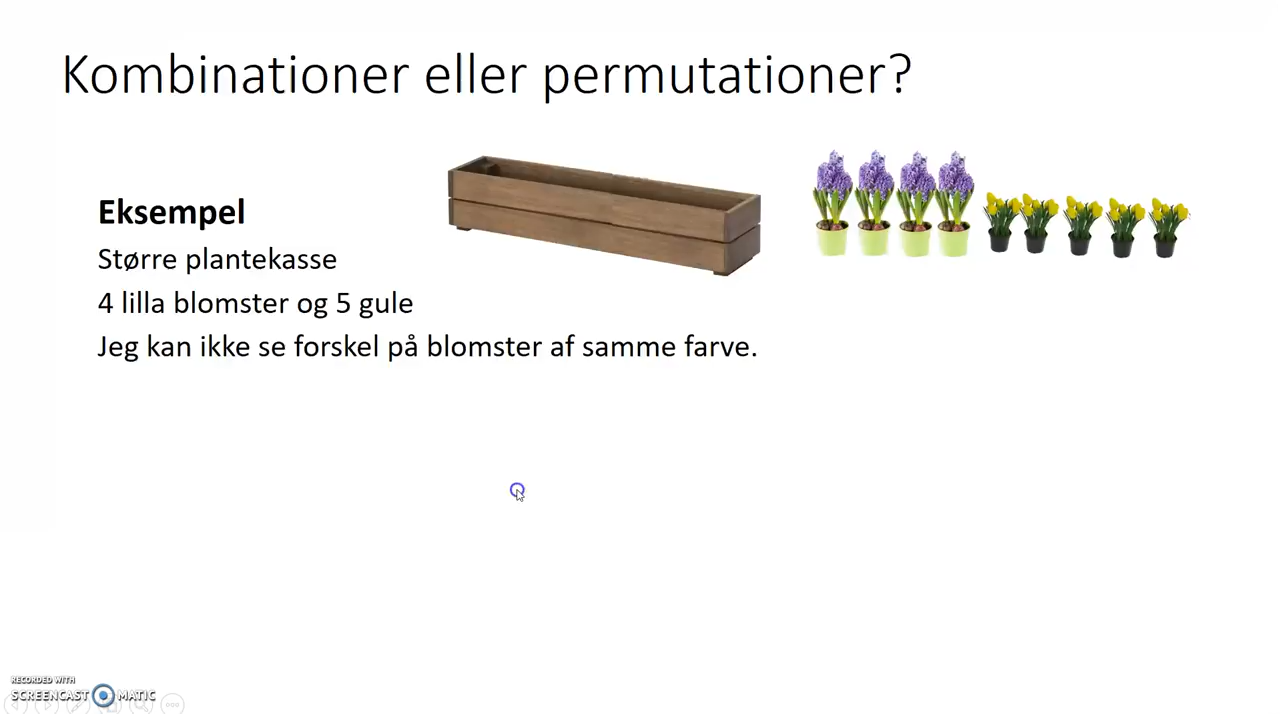 Kombinationer eller permutationer?
Eksempel
Større plantekasse
4 lilla blomster og 5 gule
Jeg kan ikke se forskel på blomster af samme farve.
RECORDED WITH
SCREENCAST MATIC